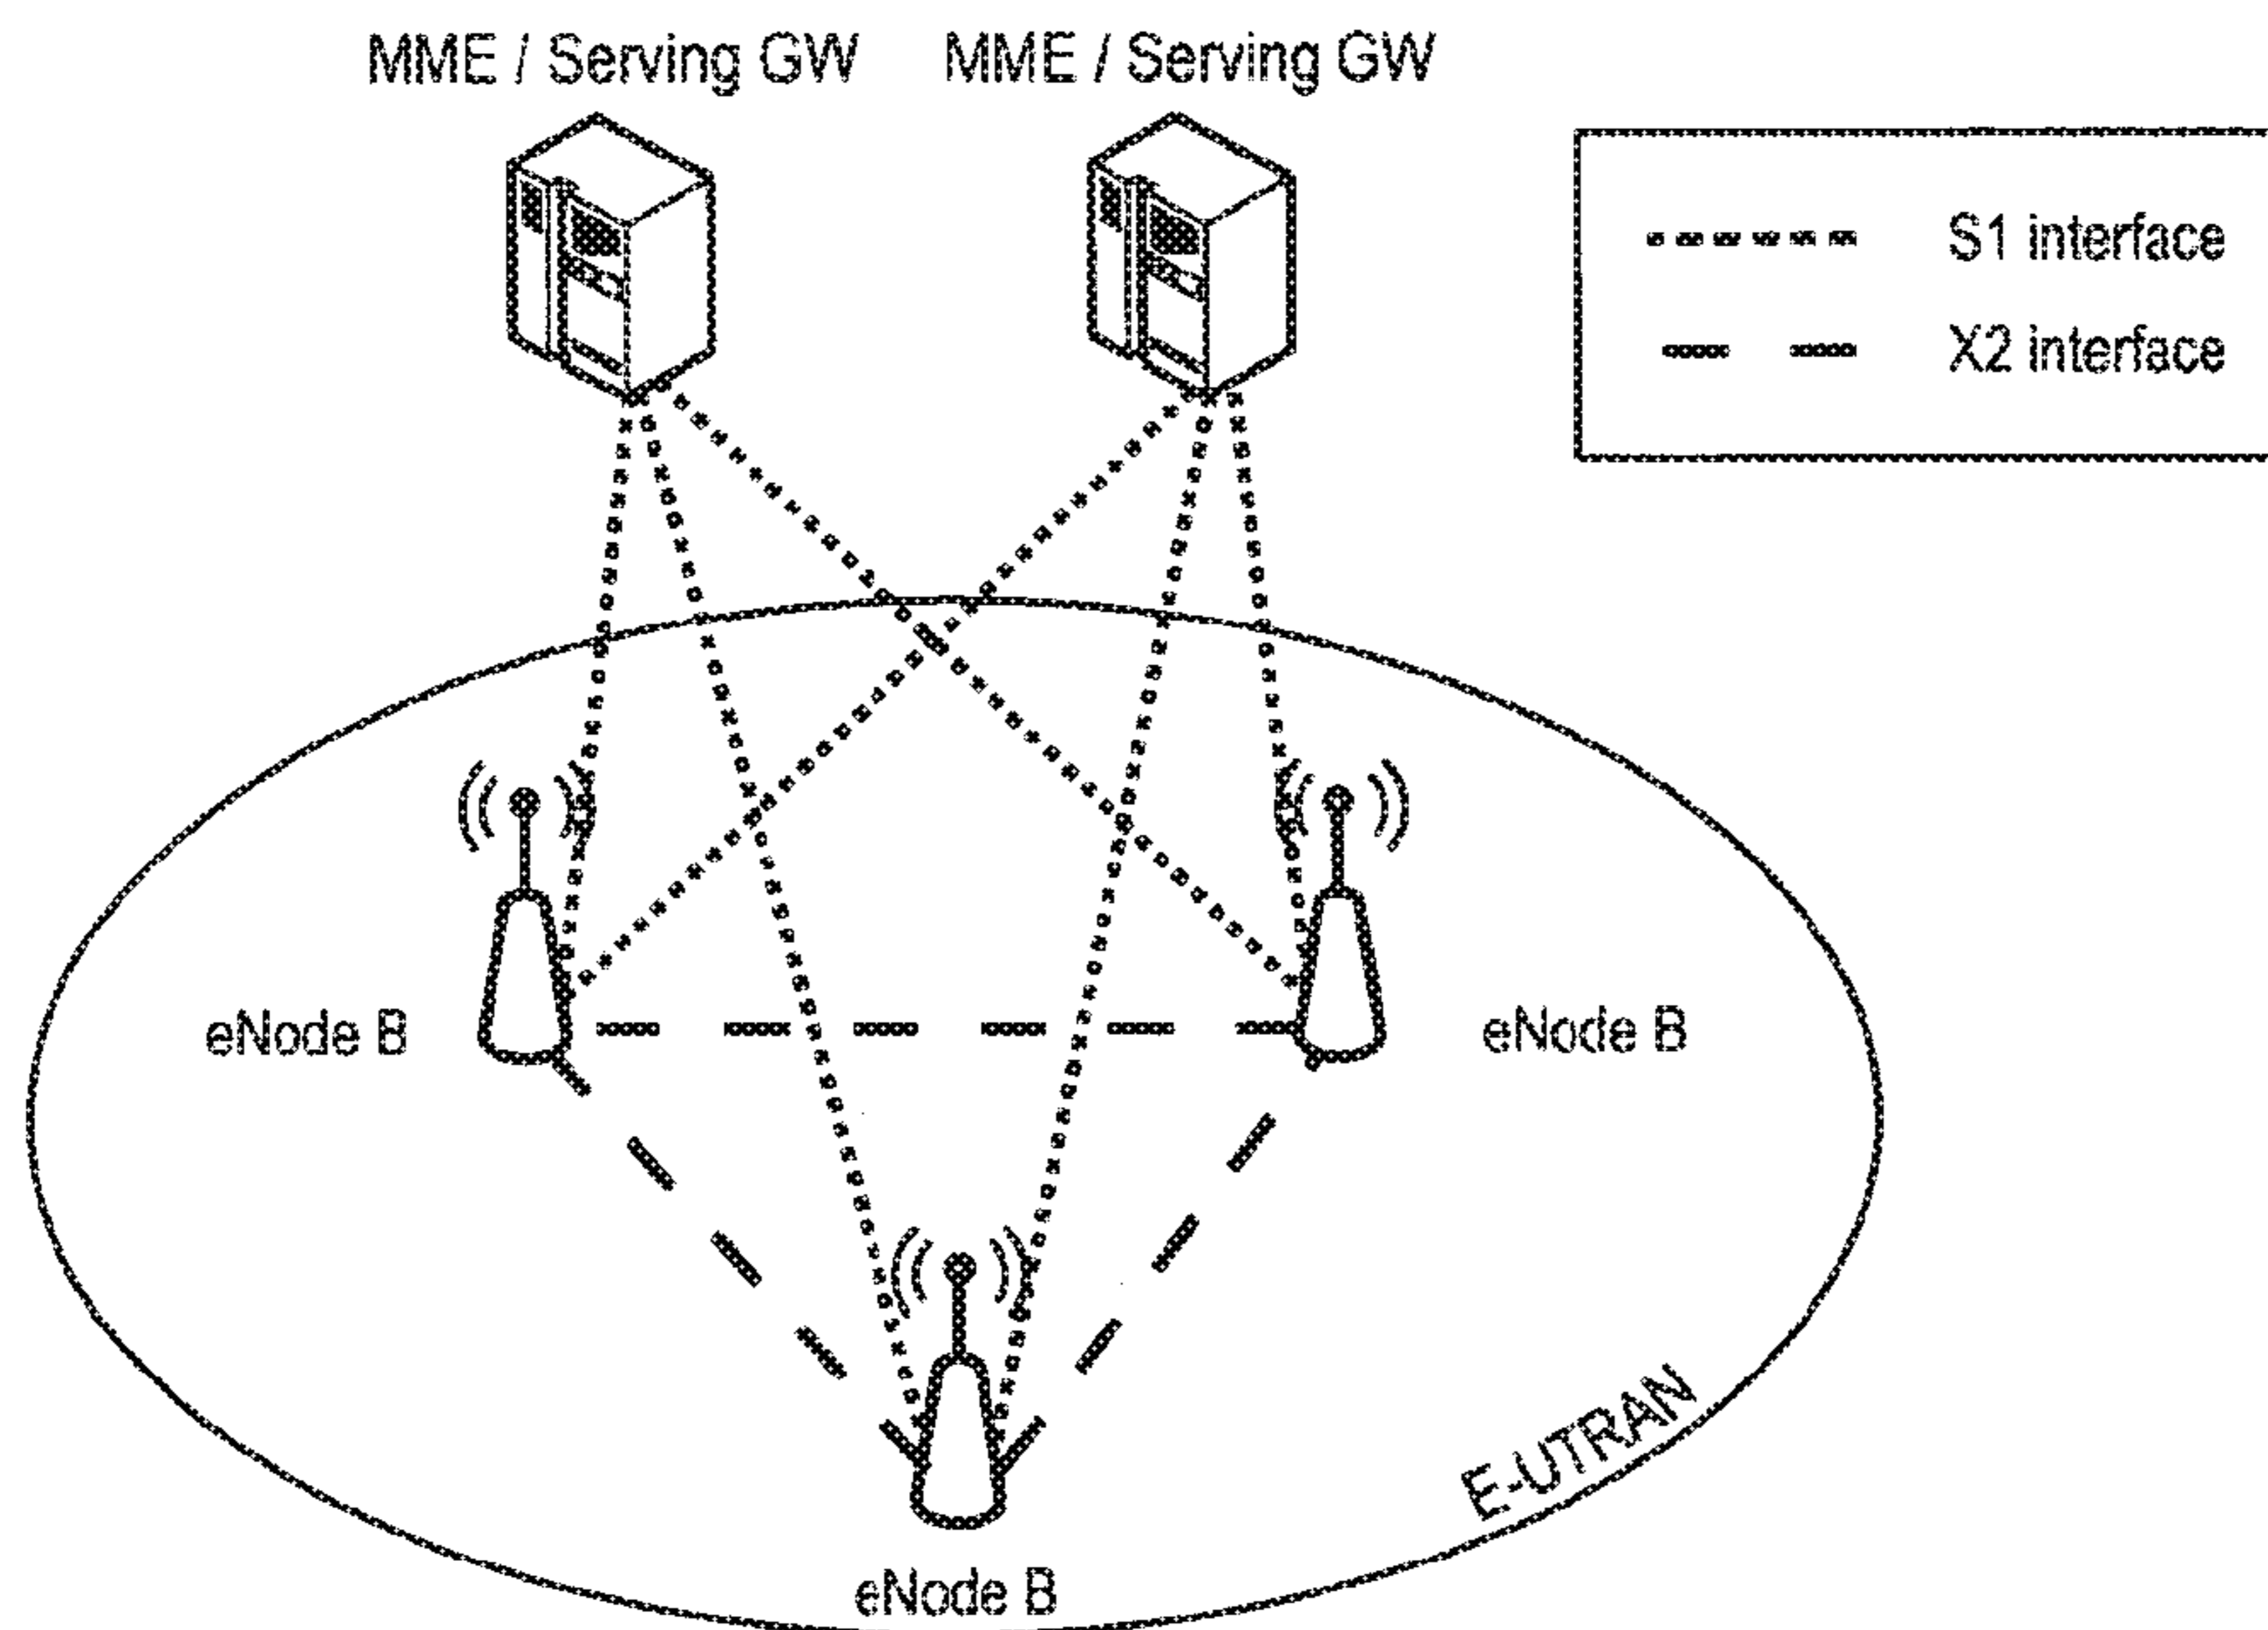 MME / Serving GW
MME / Serving GW
S1 interface
X2 interface
eNode B
eNode B
E-UTRAN
eNode B